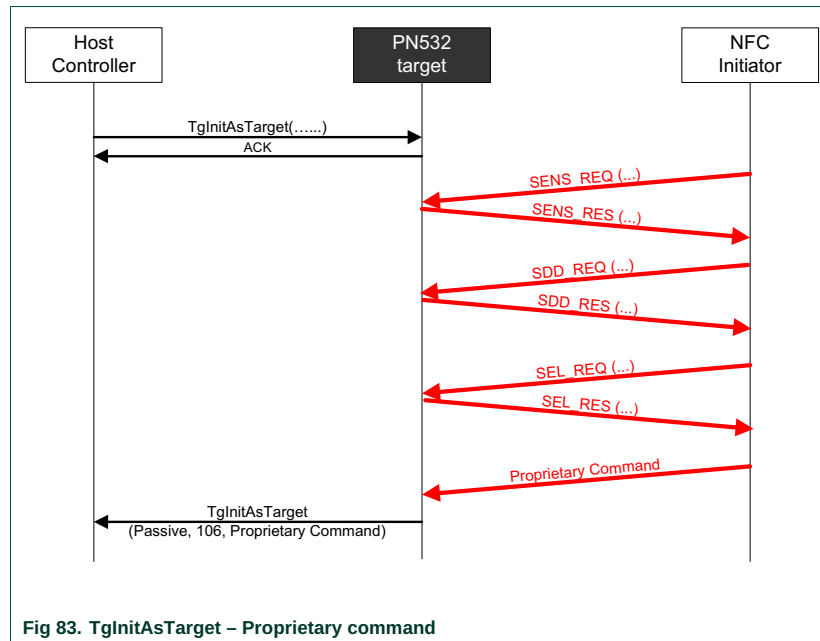 Host
Controller
PN532
target
NFC
Initiator
TgInitAsTarget(…...)
ACK
SENS_REQ (...)
SENS_RES (...)
SDD_REQ (...)
SDD_RES (...)
SEL_REQ (...)
SEL_RES (...)
Proprietary Command
TgInitAsTarget
(Passive, 106, Proprietary Command)
Fig 83. TgInitAsTarget – Proprietary command